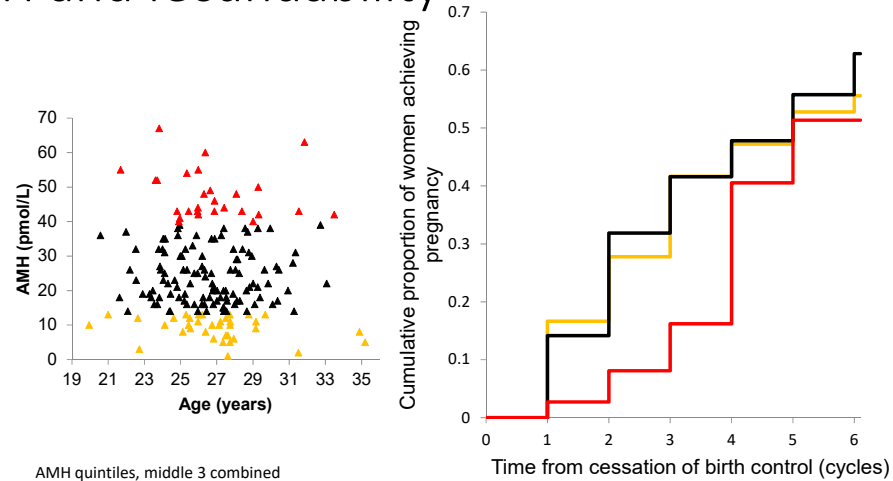 and
70
60
50
40
30
20
10
0
AMH (pmol/L)
19 21 23 25 27 29 31 33 35
Age (years)
AMH quintiles, middle 3 combined
0.7
0.6
0.5
0.4
0.3
0.2
0.1
0
Cumulative proportion of women achieving
pregnancy
0 1 2 3 4 5 6
Time from cessation of birth control (cycles)